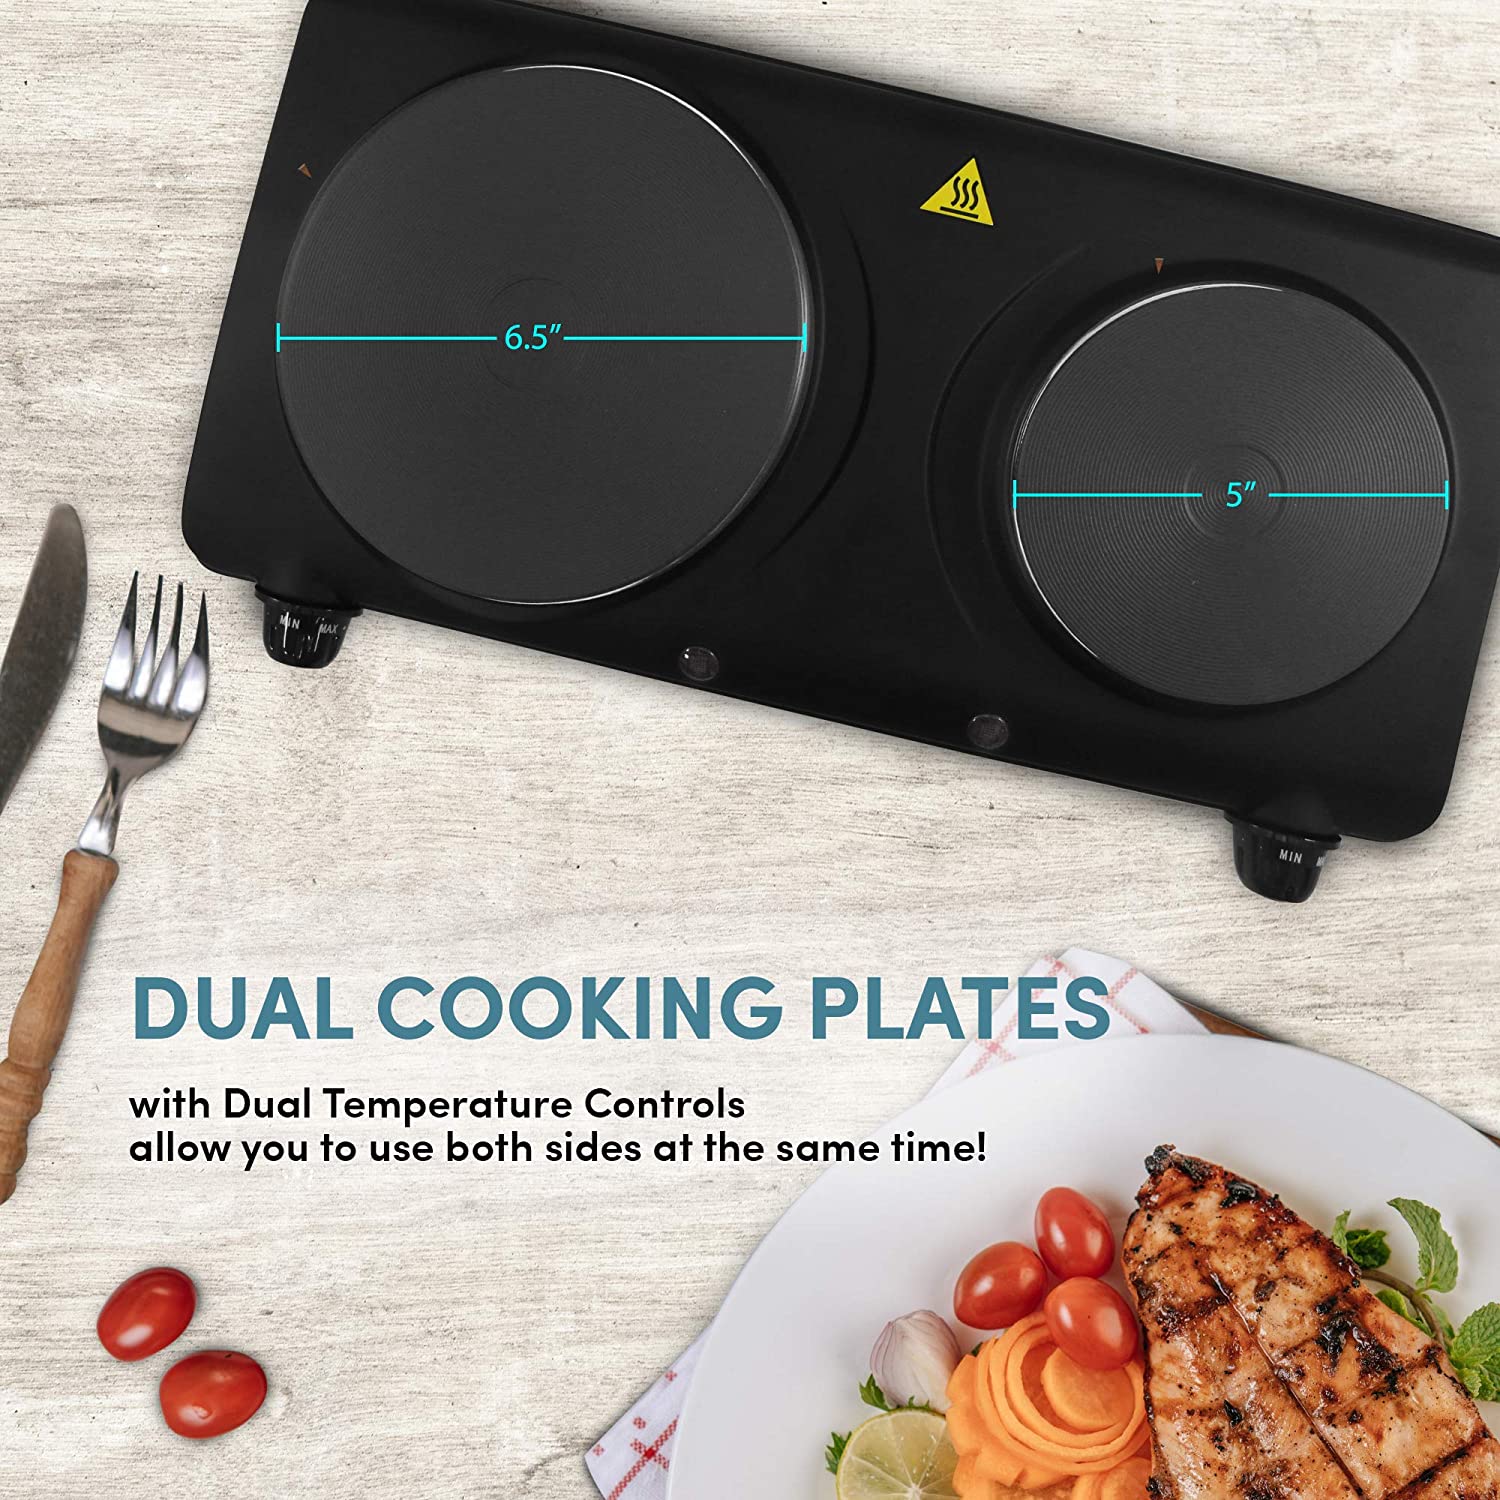 6.5”
5”
MIN MAX
MIN
DUAL COOKING PLATES
with Dual Temperature Controls
allow you to use both sides at the same time!